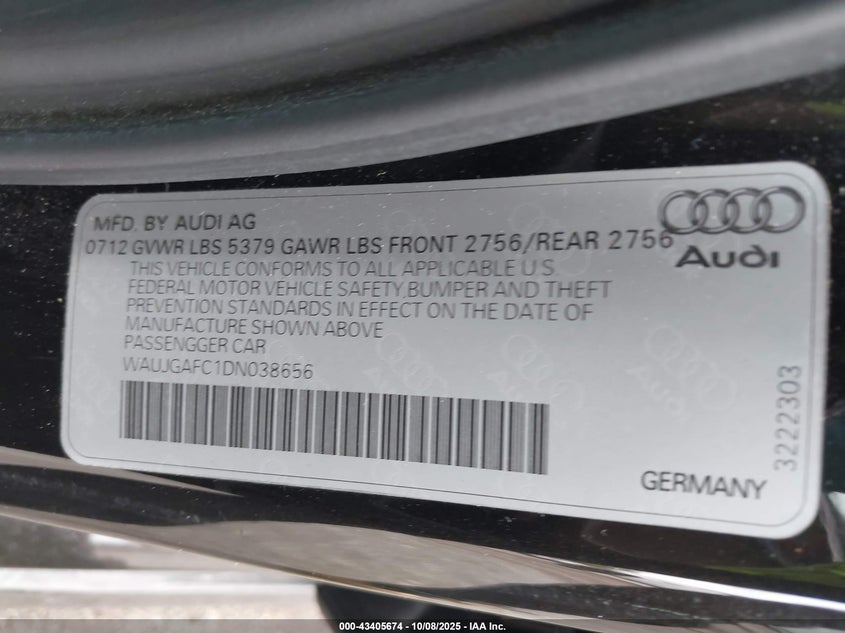 MFD. BY AUDI AG
0712 GVWR LBS 5379 GAWR LBS FRONT 2756/REAR 2756
Audi
THIS VEHICLE CONFORMS TO ALL APPLICABLE U.S
FEDERAL MOTOR VEHICLE SAFETY,BUMPER AND THEFT
PREVENTION STANDARDS IN EFFECT ON THE DATE OF
MANUFACTURE SHOWN ABOVE
PASSENGGER CAR
WAUJGAFC1DN038656
3222303
GERMANY
000-43405674 - 10/08/2025 - IAA Inc.